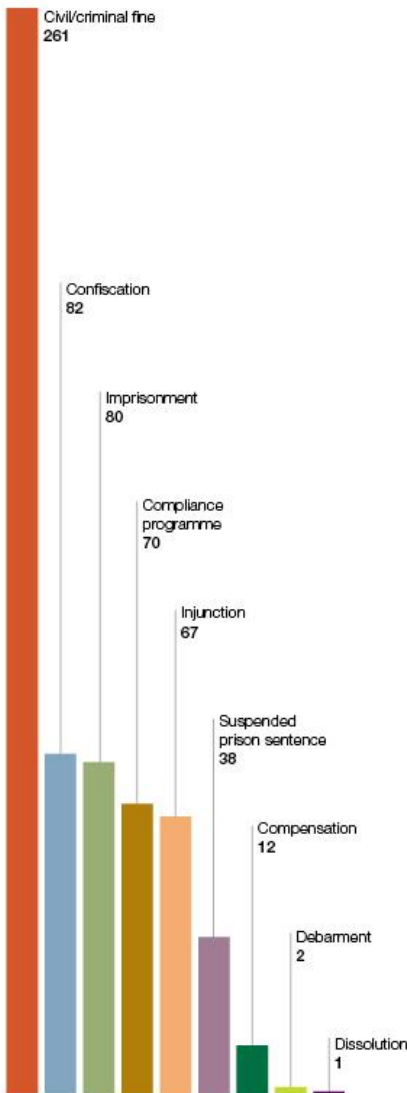 Civil/criminal fine
261
Confiscation
82
Imprisonment
80
Compliance
programme
70
Injunction
67
Suspended
prison sentence
38
Compensation
12
Debarment
2
Dissolution
1